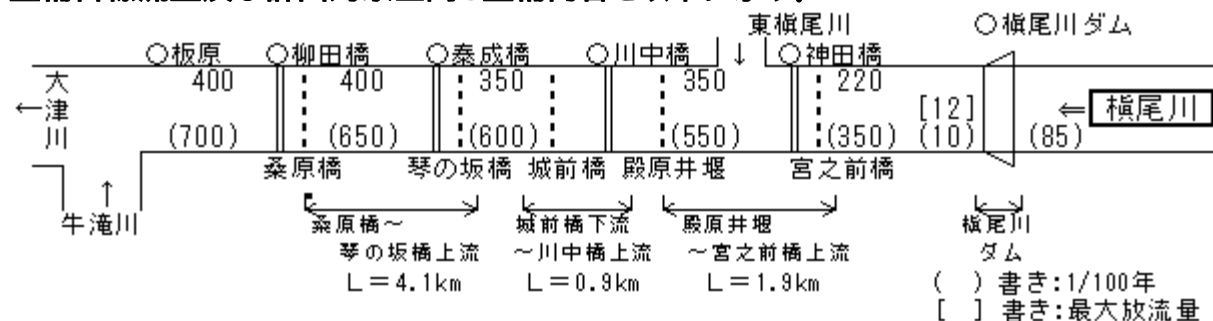 東槇尾川 ○槇尾川ダム
○板原 ○柳田橋 ○泰成橋 ○川中橋 ↓ ○神田橋
大津川 400 400 350 350 220
← [12] ⇐ 槇尾川
(700) (650) (600) (550) (350) (10) (85)
桑原橋 琴の坂橋 城前橋 殿原井堰 宮之前橋
↑
牛滝川 桑原橋~ 城前橋下流 殿原井堰 槇尾川
琴の坂橋上流 ~川中橋上流 ~宮之前橋上流 ダム
L=4.1km L=0.9km L=1.9km
( )書き:1/100年
[ ]書き:最大放流量